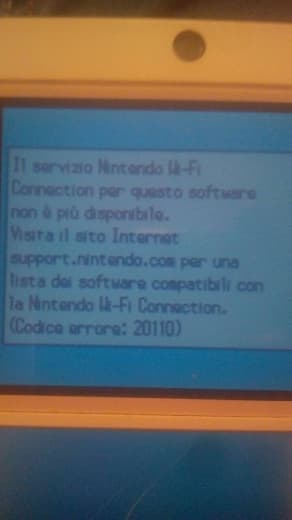 Il servizio Nintendo Wi-Fi
Connection per questo software
non è più disponibile.
Visita il sito Internet
support.nintendo.com per una
lista dei software compatibili con
la Nintendo Wi-Fi Connection.
(Codice errore: 20110)